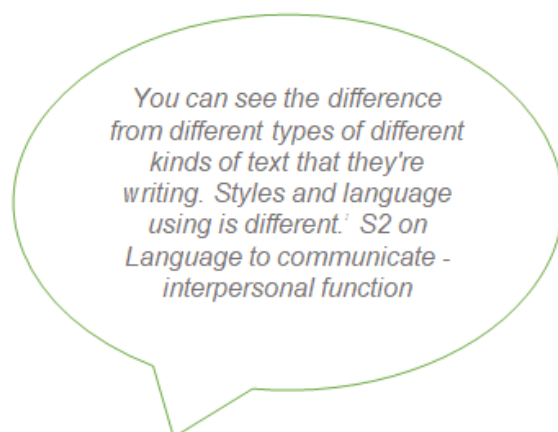 You can see the difference
from different types of different
kinds of text that they're
writing. Styles and language
using is different.' S2 on
Language to communicate -
interpersonal function